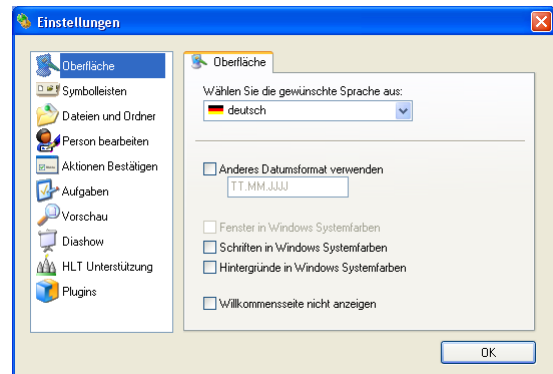 Einstellungen
Oberfläche
Symbolleisten
Dateien und Ordner
Person bearbeiten
Aktionen Bestätigen
Aufgaben
Vorschau
Diashow
HLT Unterstützung
Plugins
Oberfläche
Wählen Sie die gewünschte Sprache aus:
deutsch
Anderes Datumsformat verwenden
TT.MM.JJJJ
Fenster in Windows Systemfarben
Schriften in Windows Systemfarben
Hintergründe in Windows Systemfarben
Willkommensseite nicht anzeigen
OK